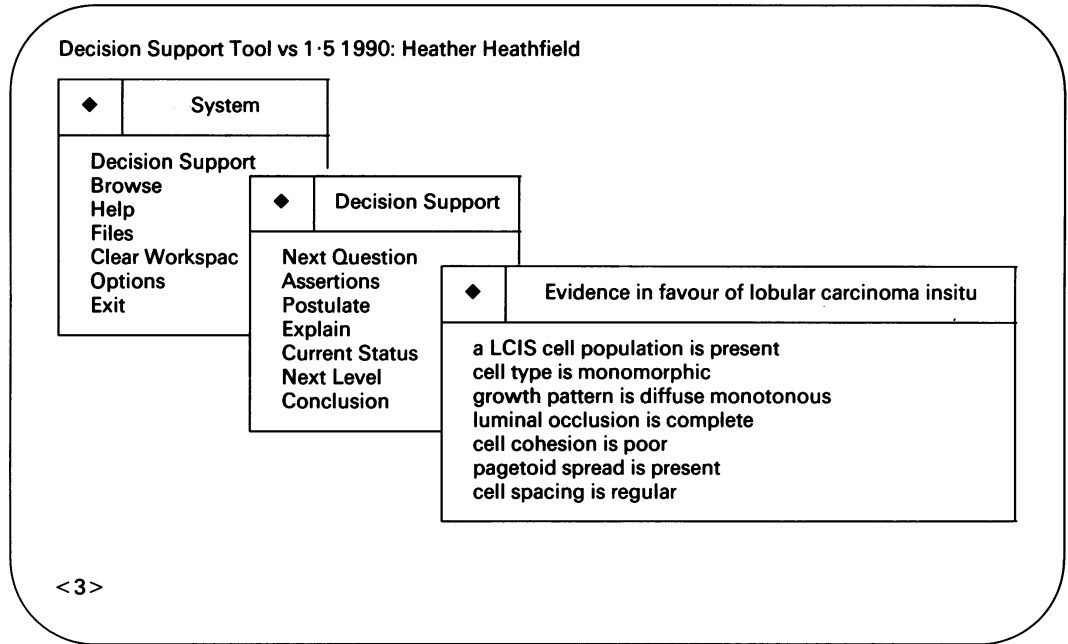 Decision Support Tool vs 1·5 1990: Heather Heathfield
System
Decision Support
Browse
Help
Files
Clear Workspac
Options
Exit
Decision Support
Next Question
Assertions
Postulate
Explain
Current Status
Next Level
Conclusion
Evidence in favour of lobular carcinoma insitu
a LCIS cell population is present
cell type is monomorphic
growth pattern is diffuse monotonous
luminal occlusion is complete
cell cohesion is poor
pagetoid spread is present
cell spacing is regular
<3>